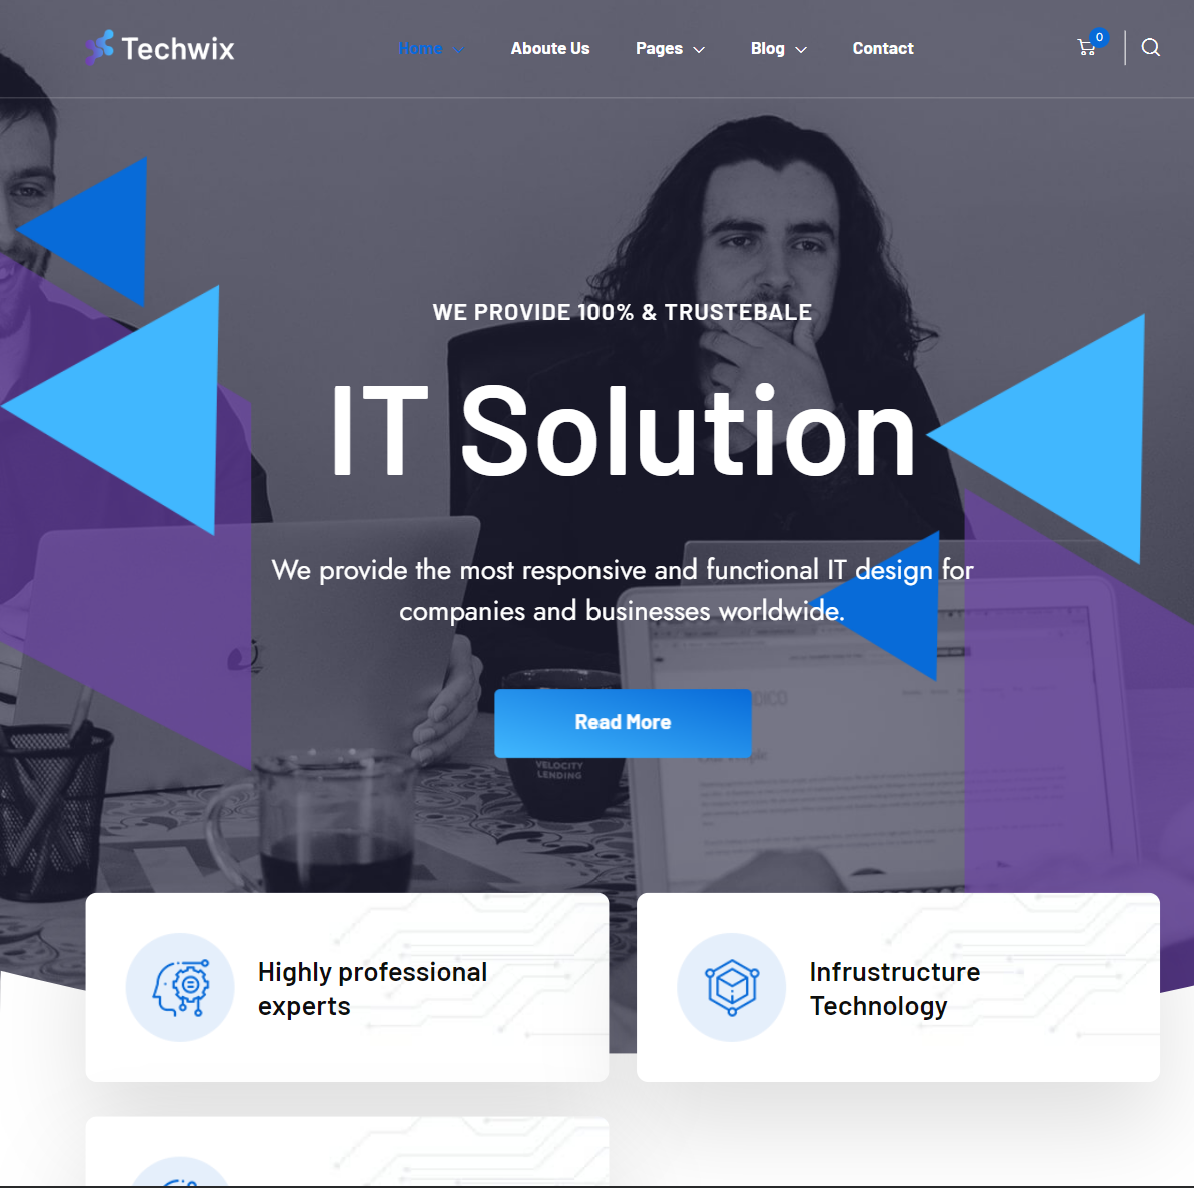 Techwix
Home
Aboute Us
Pages
Blog
Contact
0
WE PROVIDE 100% & TRUSTEBALE
IT Solution
We provide the most responsive and functional IT design for
companies and businesses worldwide.
Read More
VELOCITY
LENDING
Highly professional
experts
Infrustructure
Technology